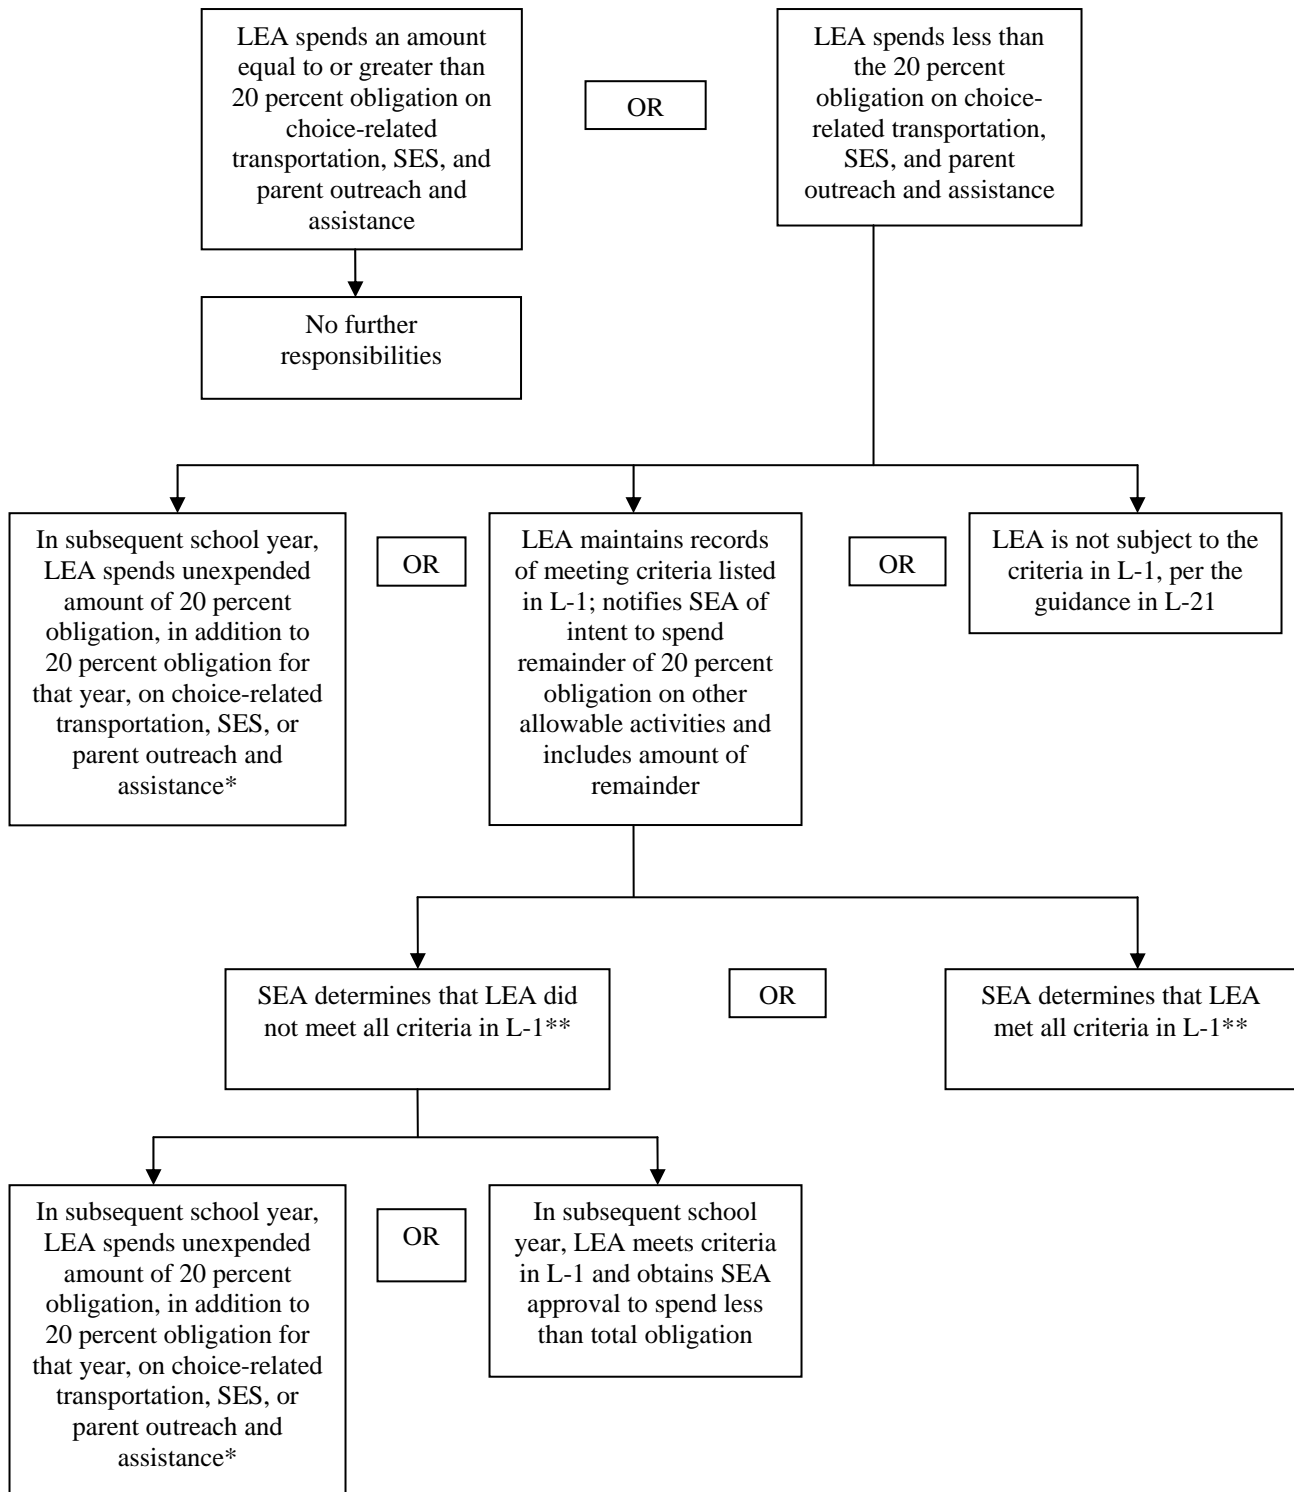 LEA spends an amount
equal to or greater than
20 percent obligation on
choice-related
transportation, SES, and
parent outreach and
assistance
OR
LEA spends less than
the 20 percent
obligation on choice-
related transportation,
SES, and parent
outreach and assistance
No further
responsibilities
In subsequent school year,
LEA spends unexpended
amount of 20 percent
obligation, in addition to
20 percent obligation for
that year, on choice-related
transportation, SES, or
parent outreach and
assistance*
OR
LEA maintains records
of meeting criteria listed
in L-1; notifies SEA of
intent to spend
remainder of 20 percent
obligation on other
allowable activities and
includes amount of
remainder
OR
LEA is not subject to the
criteria in L-1, per the
guidance in L-21
SEA determines that LEA did
not meet all criteria in L-1**
OR
SEA determines that LEA
met all criteria in L-1**
In subsequent school year,
LEA spends unexpended
amount of 20 percent
obligation, in addition to
20 percent obligation for
that year, on choice-related
transportation, SES, or
parent outreach and
assistance*
OR
In subsequent school
year, LEA meets criteria
in L-1 and obtains SEA
approval to spend less
than total obligation